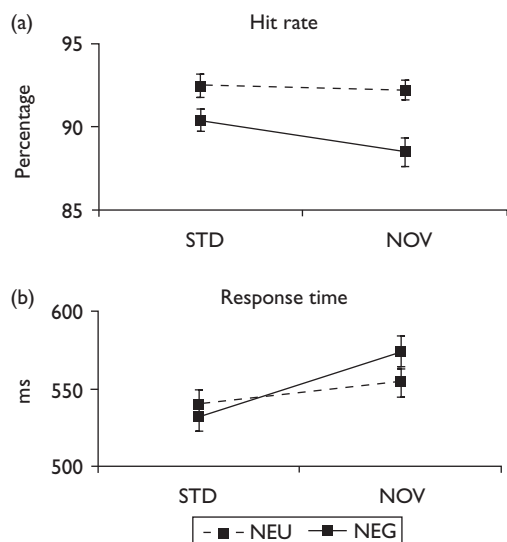 (a) Hit rate
95
90
85
Percentage
STD NOV
(b) Response time
600
550
500
ms
STD NOV
NEU NEG